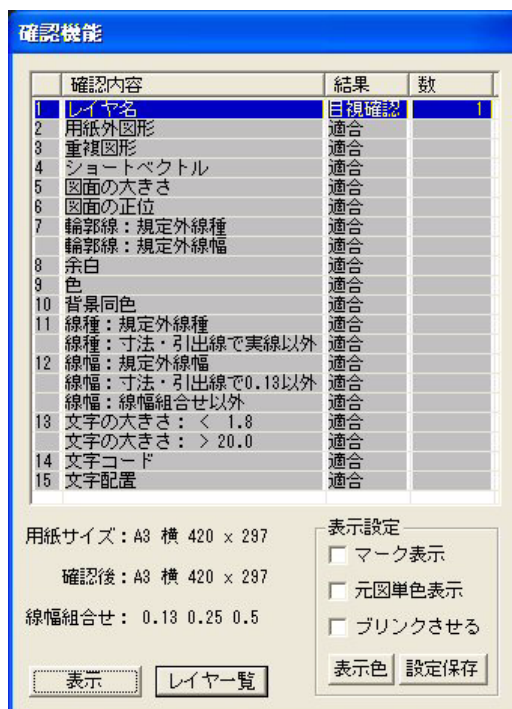 確認機能
確認内容 結果 数
1 レイヤ名 目視確認 1
2 用紙外図形 適合
3 重複図形 適合
4 ショートベクトル 適合
5 図面の大きさ 適合
6 図面の正位 適合
7 輪郭線：規定外線種 適合
輪郭線：規定外線幅 適合
8 余白 適合
9 色 適合
10 背景同色 適合
11 線種：規定外線種 適合
線種：寸法・引出線で実線以外 適合
12 線幅：規定外線幅 適合
線幅：寸法・引出線で0.13以外 適合
線幅：線幅組合せ以外 適合
13 文字の大きさ： < 1.8 適合
文字の大きさ： > 20.0 適合
14 文字コード 適合
15 文字配置 適合
用紙サイズ：A3 横 420 x 297
確認後：A3 横 420 x 297
線幅組合せ： 0.13 0.25 0.5
表示 レイヤ一覧
表示設定
マーク表示
元図単色表示
ブリンクさせる
表示色 設定保存